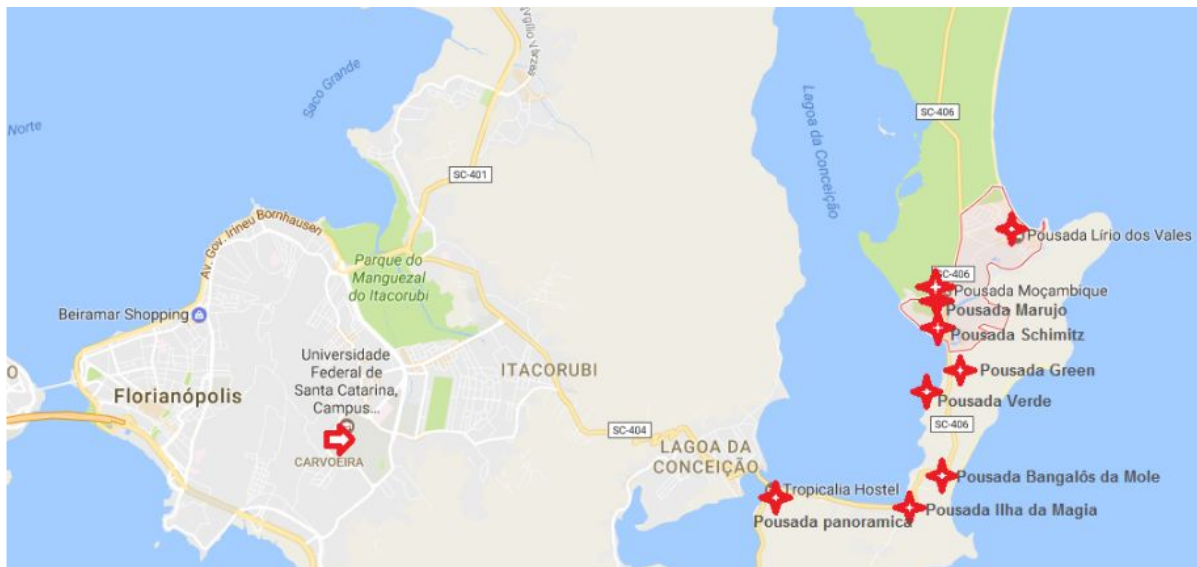 Norte
Saco Grande
Virgílio Várzea
Lagoa da
Conceição
SC-406
SC-401
Av. Gov. Irineu Bornhausen
Pousada Lírio dos Vales
Parque do
Manguezal
do Itacorubi
SC-406
Pousada Moçambique
Pousada Marujo
Beiramar Shopping
Pousada Schimitz
Universidade
Federal de
Santa Catarina,
Campus...
ITACORUBI
Pousada Green
O
Florianópolis
Pousada Verde
SC-406
SC-404
CARVOEIRA
LAGOA DA
CONCEIÇÃO
Pousada Bangalôs da Mole
Tropicalia Hostel
Pousada Ilha da Magia
Pousada panoramica